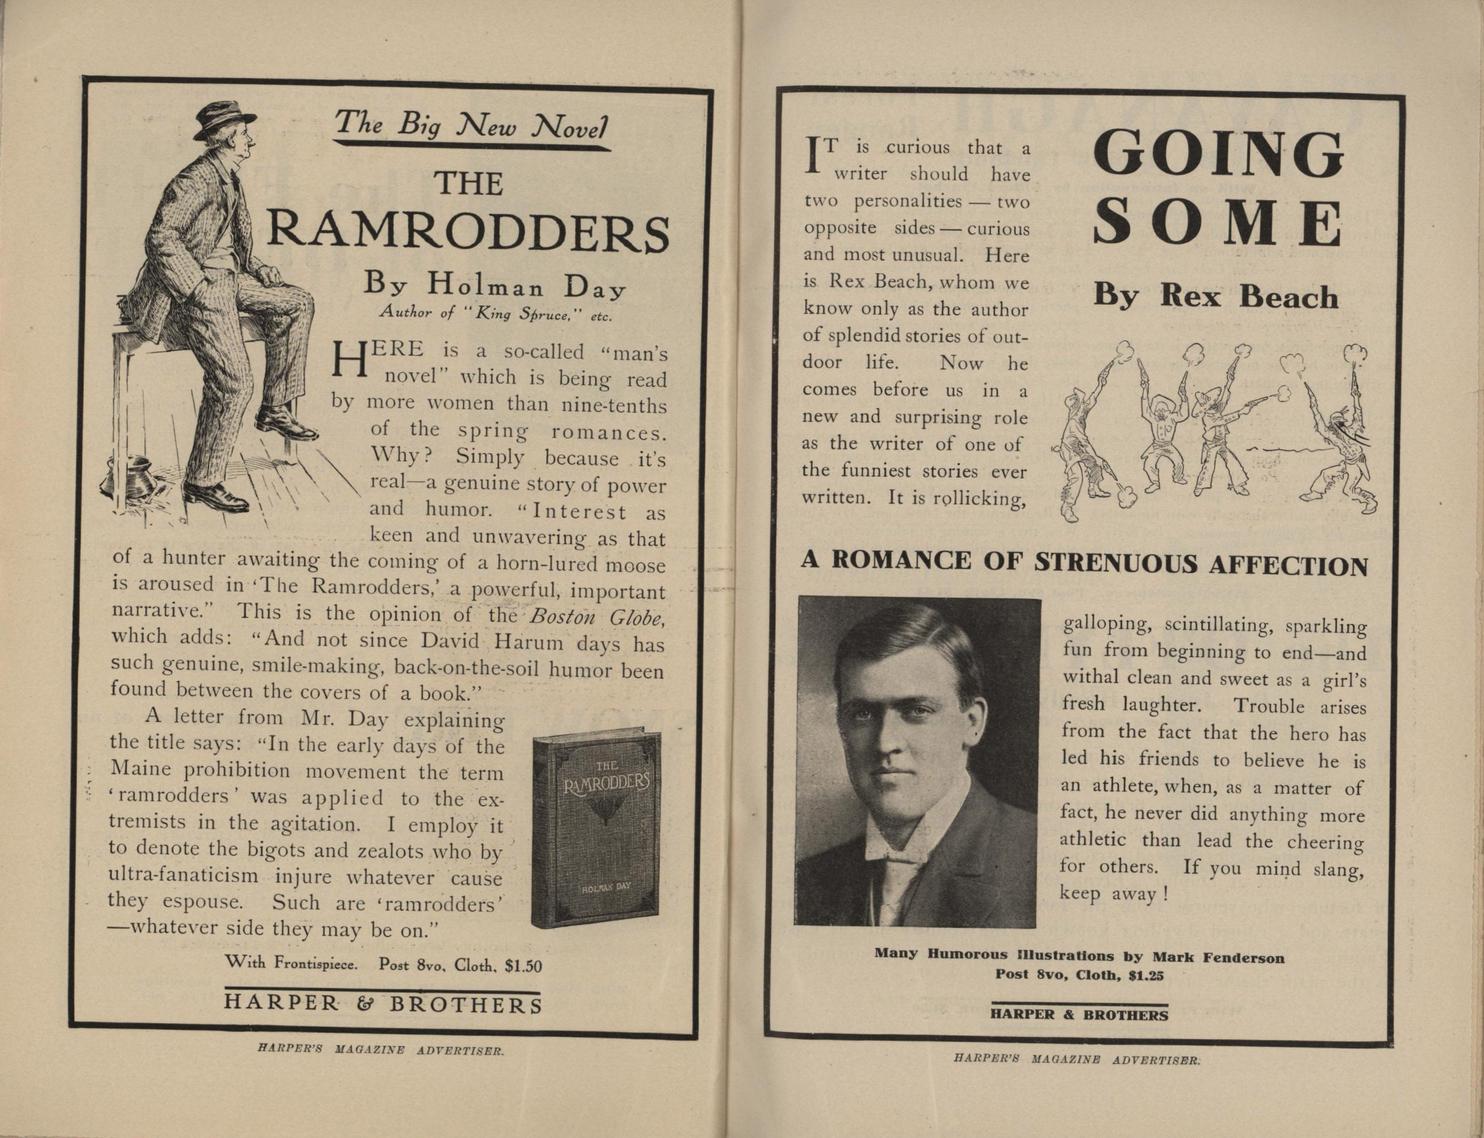 The Big New Novel
THE
RAMRODDERS
By Holman Day
Author of "King Spruce," etc.
HERE is a so-called "man's
novel" which is being read
by more women than nine-tenths
of the spring romances.
Why? Simply because it's
real—a genuine story of power
and humor. "Interest as
keen and unwavering as that
of a hunter awaiting the coming of a horn-lured moose
is aroused in 'The Ramrodders,' a powerful, important
narrative." This is the opinion of the Boston Globe,
which adds: "And not since David Harum days has
such genuine, smile-making, back-on-the-soil humor been
found between the covers of a book."
A letter from Mr. Day explaining
the title says: "In the early days of the
Maine prohibition movement the term
'ramrodders' was applied to the ex-
tremists in the agitation. I employ it
to denote the bigots and zealots who by
ultra-fanaticism injure whatever cause
they espouse. Such are 'ramrodders'
—whatever side they may be on."
THE
RAMRODDERS
HOLMAN DAY
With Frontispiece. Post 8vo, Cloth, $1.50
HARPER & BROTHERS
HARPER'S MAGAZINE ADVERTISER.
IT is curious that a
writer should have
two personalities — two
opposite sides — curious
and most unusual. Here
is Rex Beach, whom we
know only as the author
of splendid stories of out-
door life. Now he
comes before us in a
new and surprising role
as the writer of one of
the funniest stories ever
written. It is rollicking,
GOING
SOME
By Rex Beach
A ROMANCE OF STRENUOUS AFFECTION
galloping, scintillating, sparkling
fun from beginning to end—and
withal clean and sweet as a girl's
fresh laughter. Trouble arises
from the fact that the hero has
led his friends to believe he is
an athlete, when, as a matter of
fact, he never did anything more
athletic than lead the cheering
for others. If you mind slang,
keep away!
Many Humorous Illustrations by Mark Fenderson
Post 8vo, Cloth, $1.25
HARPER & BROTHERS
HARPER'S MAGAZINE ADVERTISER.